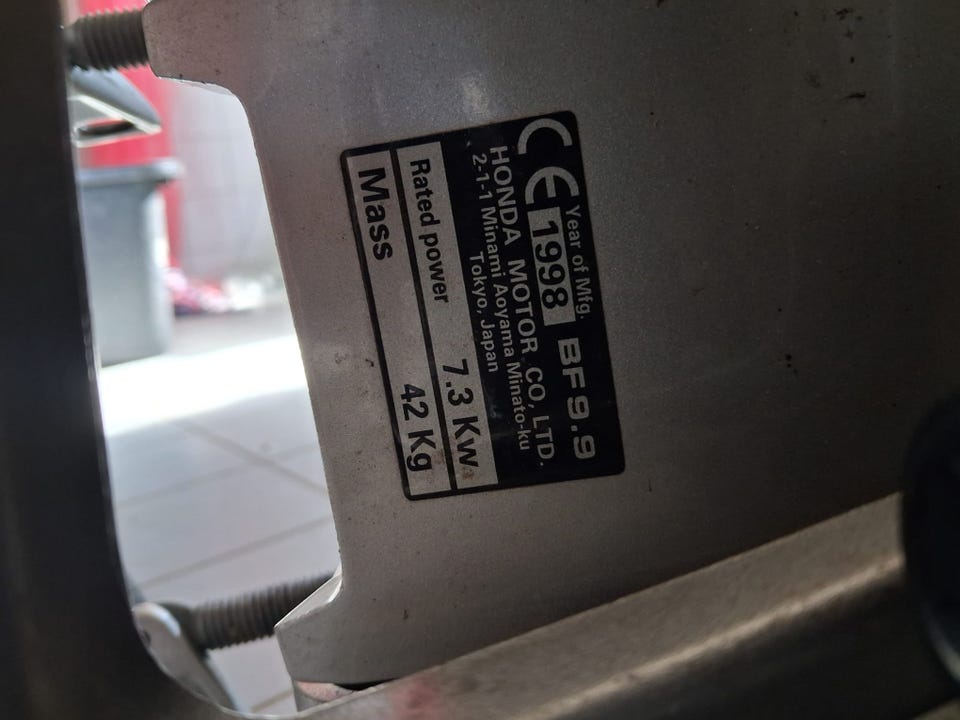 CE Year of Mfg.
1998 BF9.9
HONDA MOTOR CO, LTD.
2-1-1 Minami Aoyama Minato-ku
Tokyo, Japan
Rated power 7.3 Kw
Mass 42 Kg